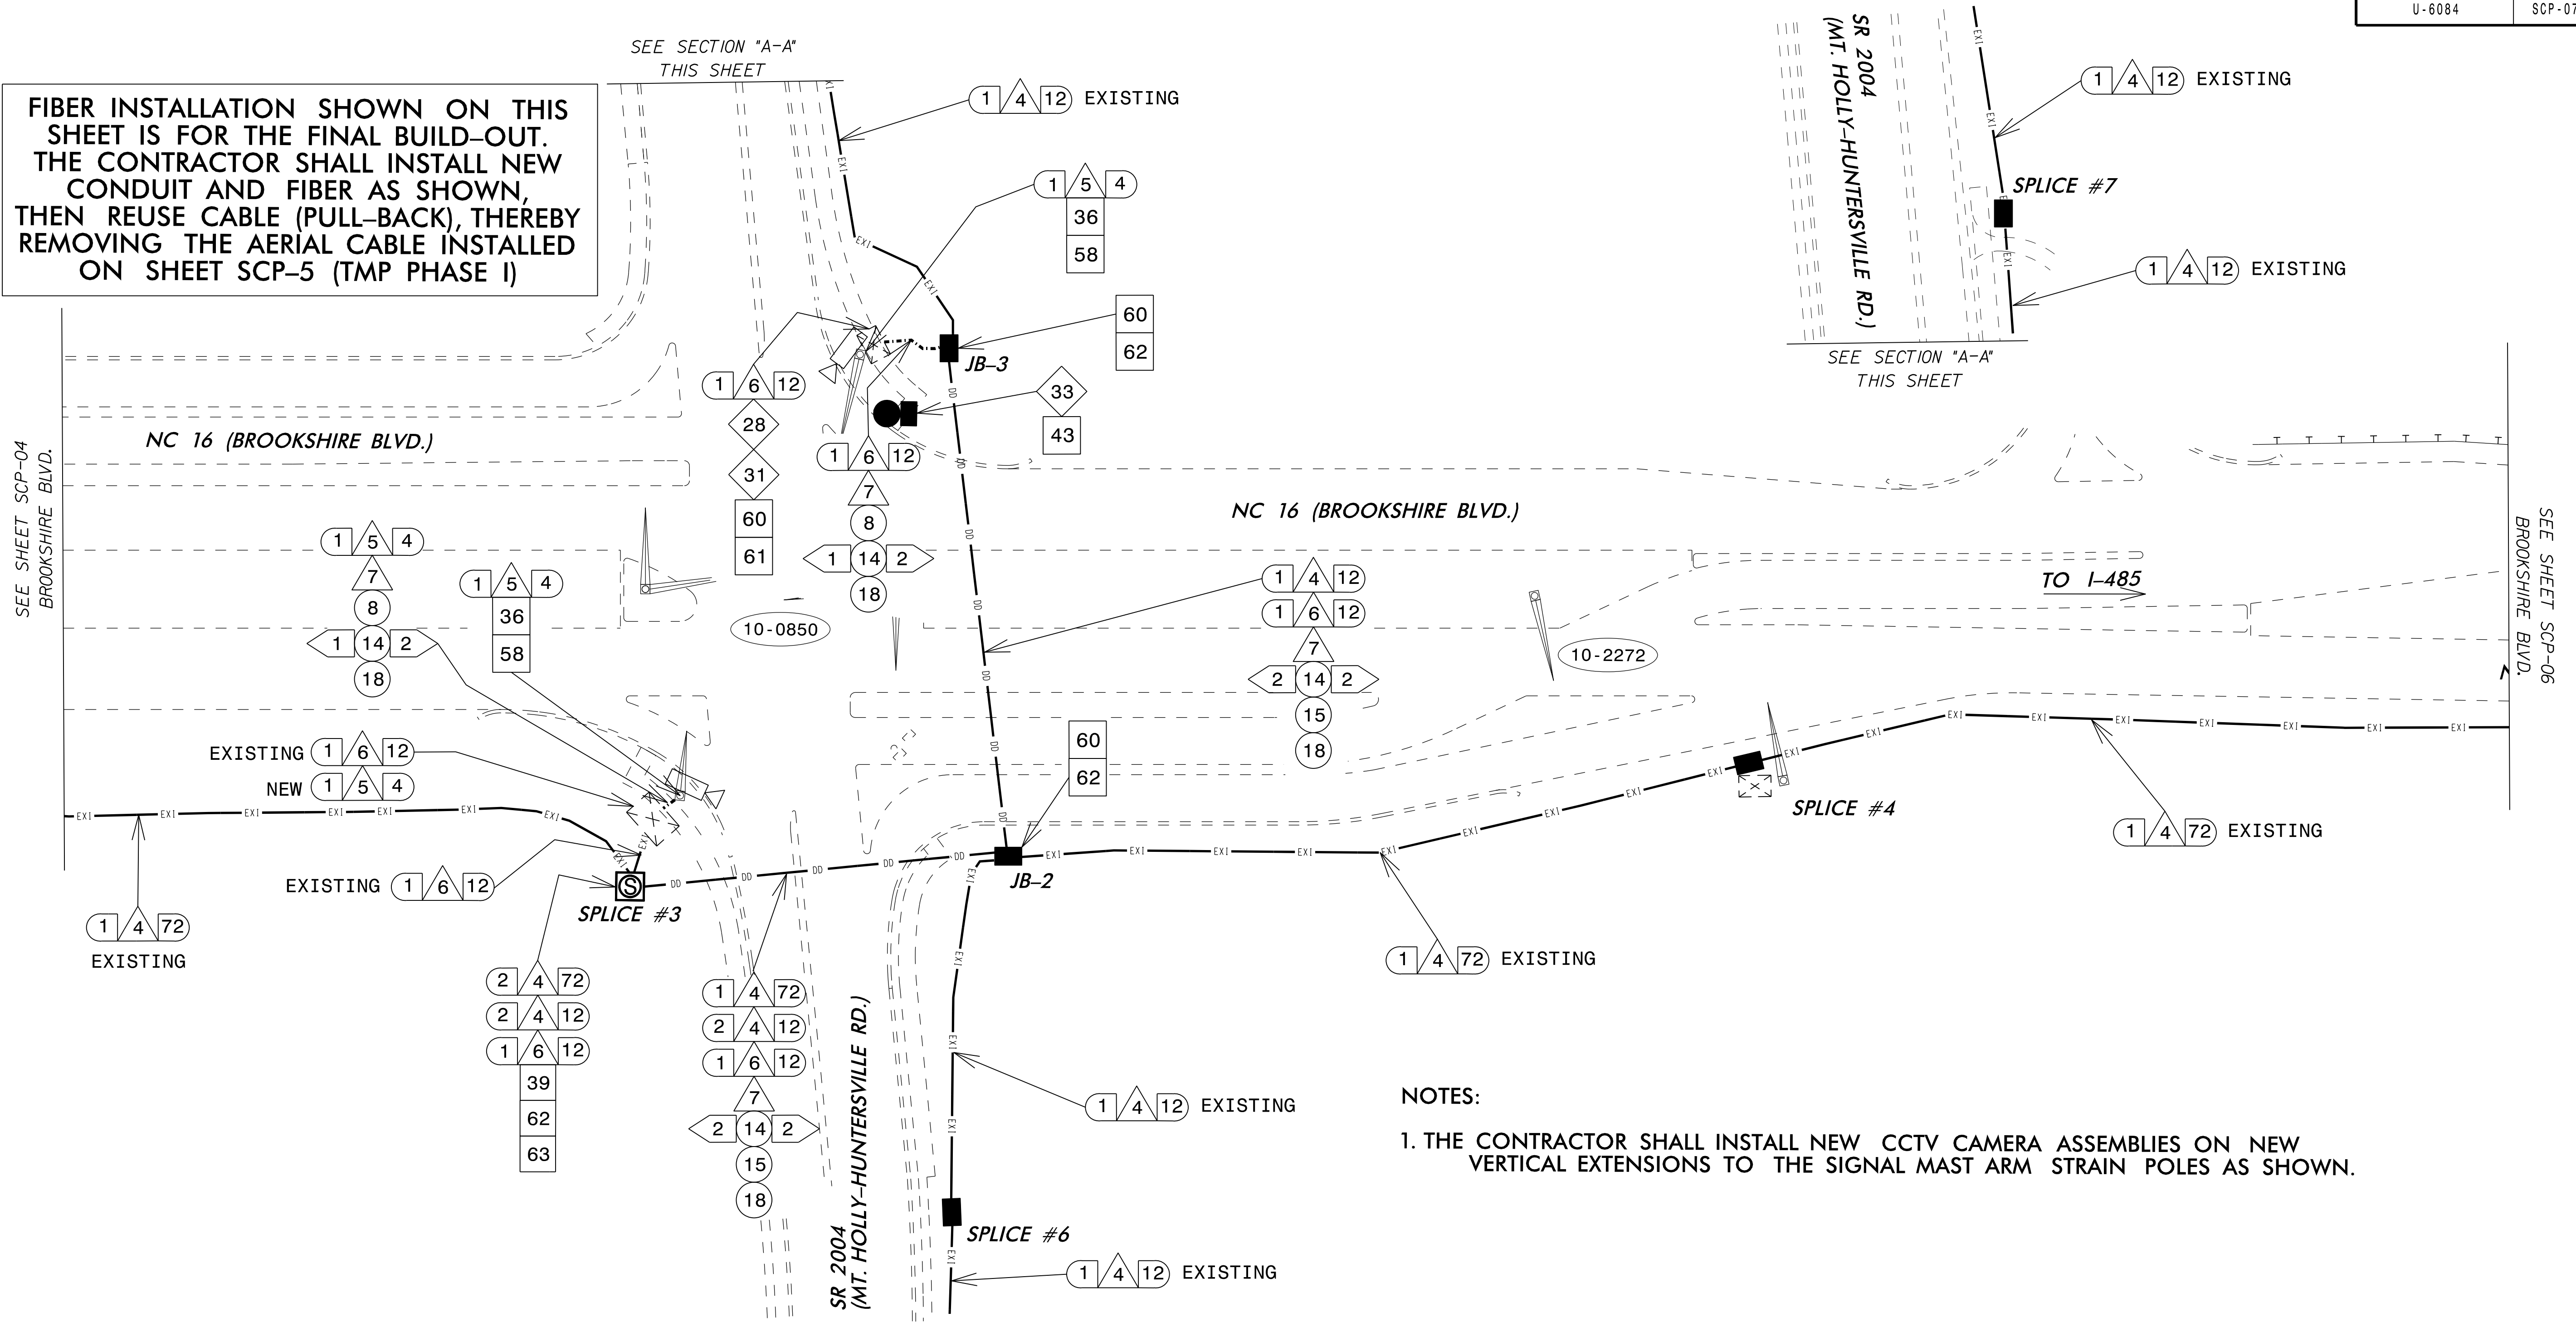 U-6084
SCP-07
SEE SECTION "A-A"
THIS SHEET
FIBER INSTALLATION SHOWN ON THIS
SHEET IS FOR THE FINAL BUILD-OUT.
THE CONTRACTOR SHALL INSTALL NEW
CONDUIT AND FIBER AS SHOWN,
THEN REUSE CABLE (PULL-BACK), THEREBY
REMOVING THE AERIAL CABLE INSTALLED
ON SHEET SCP-5 (TMP PHASE I)
1 4 12 EXISTING
1 5 4
36
58
60
62
JB-3
33
43
1 6 12
28
31
60
61
1 6 12
7
8
1 14 2
18
SR 2004
(MT. HOLLY-HUNTERSVILLE RD.)
1 4 12 EXISTING
SPLICE #7
1 4 12 EXISTING
SEE SECTION "A-A"
THIS SHEET
SEE SHEET SCP-04
BROOKSHIRE BLVD.
NC 16 (BROOKSHIRE BLVD.)
NC 16 (BROOKSHIRE BLVD.)
1 5 4
7
8
1 14 2
18
1 5 4
36
58
10-0850
1 4 12
1 6 12
7
2 14 2
15
18
10-2272
TO I-485
SEE SHEET SCP-06
BROOKSHIRE BLVD.
EXISTING 1 6 12
NEW 1 5 4
60
62
JB-2
SPLICE #4
1 4 72 EXISTING
EXISTING 1 6 12
SPLICE #3
1 4 72
EXISTING
1 4 72 EXISTING
2 4 72
2 4 12
1 6 12
39
62
63
1 4 72
2 4 12
1 6 12
7
2 14 2
15
18
SR 2004
(MT. HOLLY-HUNTERSVILLE RD.)
1 4 12 EXISTING
SPLICE #6
1 4 12 EXISTING
NOTES:
1. THE CONTRACTOR SHALL INSTALL NEW CCTV CAMERA ASSEMBLIES ON NEW
VERTICAL EXTENSIONS TO THE SIGNAL MAST ARM STRAIN POLES AS SHOWN.